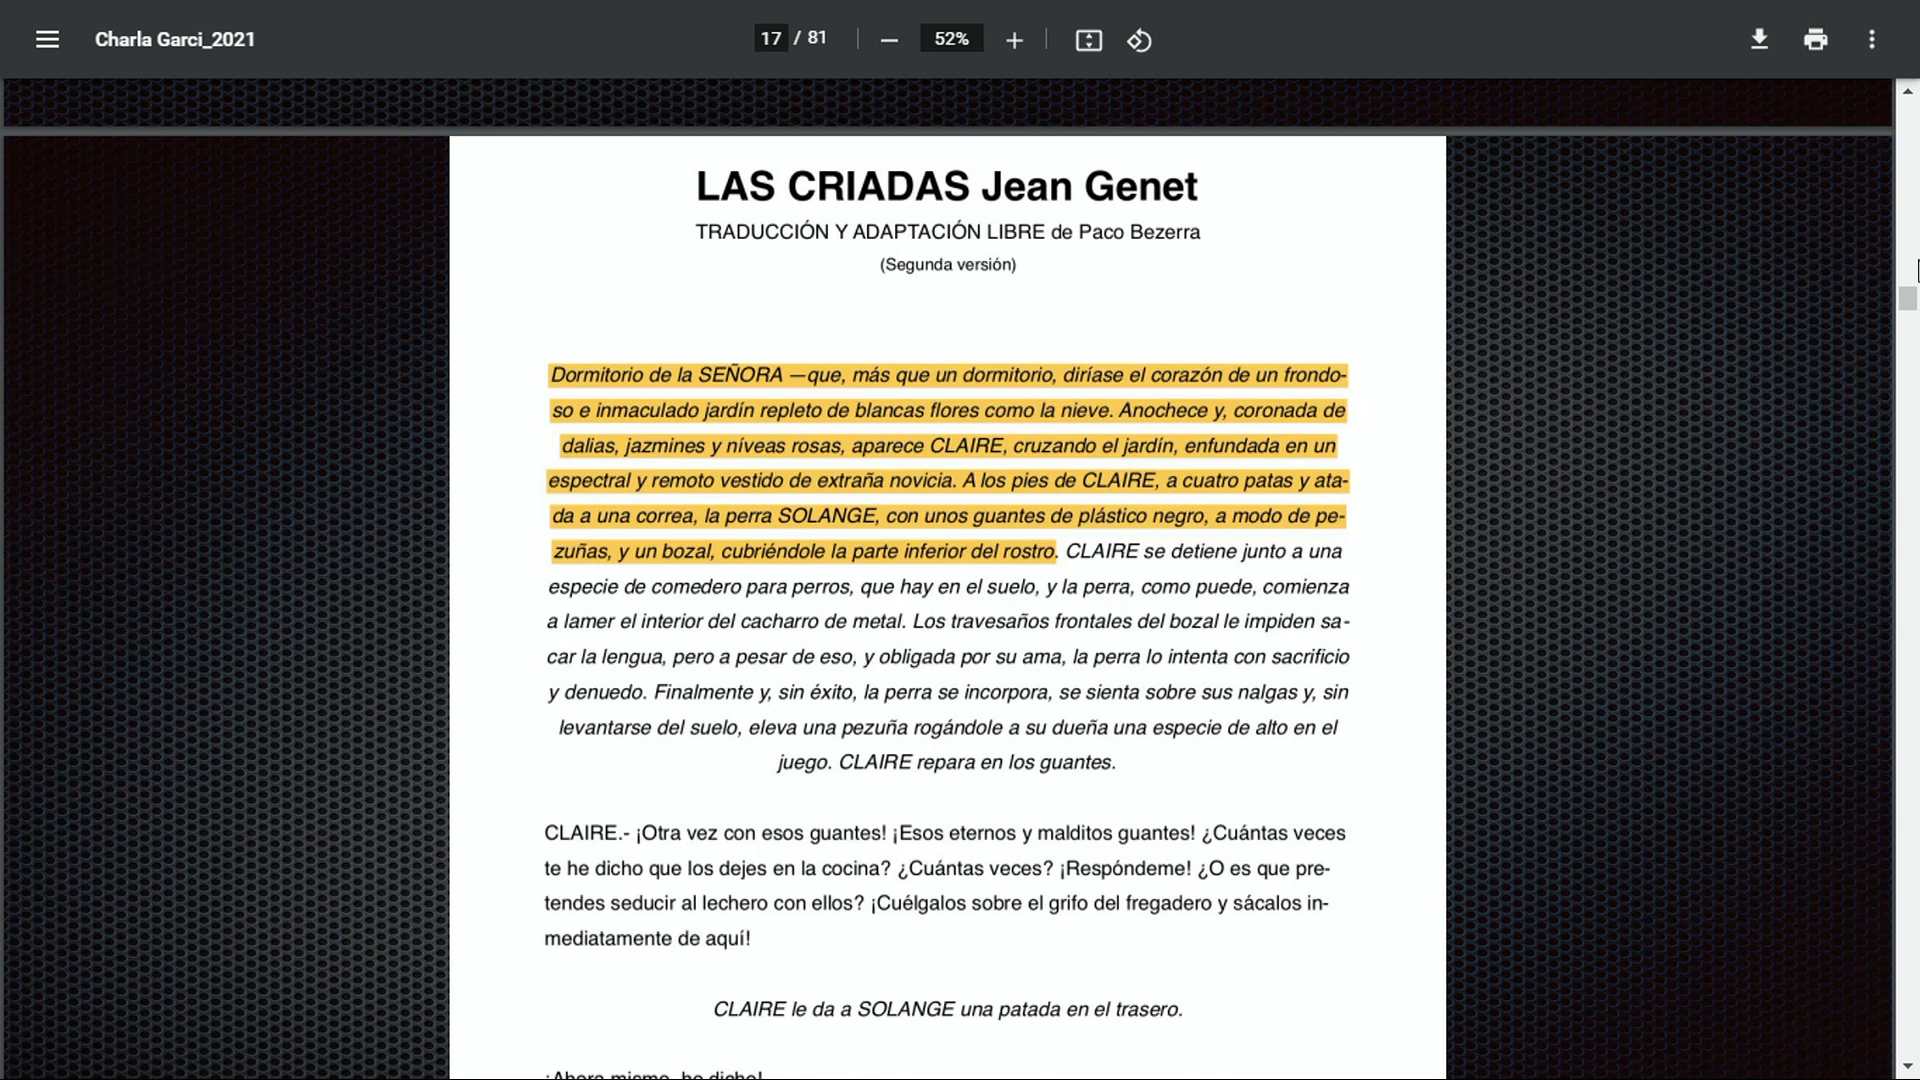 Charla Garci_2021
17 / 81
52%
LAS CRIADAS Jean Genet
TRADUCCIÓN Y ADAPTACIÓN LIBRE de Paco Bezerra
(Segunda versión)
Dormitorio de la SEÑORA —que, más que un dormitorio, diríase el corazón de un frondo-
so e inmaculado jardín repleto de blancas flores como la nieve. Anochece y, coronada de
dalias, jazmines y níveas rosas, aparece CLAIRE, cruzando el jardín, enfundada en un
espectral y remoto vestido de extraña novicia. A los pies de CLAIRE, a cuatro patas y ata-
da a una correa, la perra SOLANGE, con unos guantes de plástico negro, a modo de pe-
zuñas, y un bozal, cubriéndole la parte inferior del rostro. CLAIRE se detiene junto a una
especie de comedero para perros, que hay en el suelo, y la perra, como puede, comienza
a lamer el interior del cacharro de metal. Los travesaños frontales del bozal le impiden sa-
car la lengua, pero a pesar de eso, y obligada por su ama, la perra lo intenta con sacrificio
y denuedo. Finalmente y, sin éxito, la perra se incorpora, se sienta sobre sus nalgas y, sin
levantarse del suelo, eleva una pezuña rogándole a su dueña una especie de alto en el
juego. CLAIRE repara en los guantes.
CLAIRE.- ¡Otra vez con esos guantes! ¡Esos eternos y malditos guantes! ¿Cuántas veces
te he dicho que los dejes en la cocina? ¿Cuántas veces? ¡Respóndeme! ¿O es que pre-
tendes seducir al lechero con ellos? ¡Cuélgalos sobre el grifo del fregadero y sácalos in-
mediatamente de aquí!
CLAIRE le da a SOLANGE una patada en el trasero.
¡Ahora mismo, he dicho!